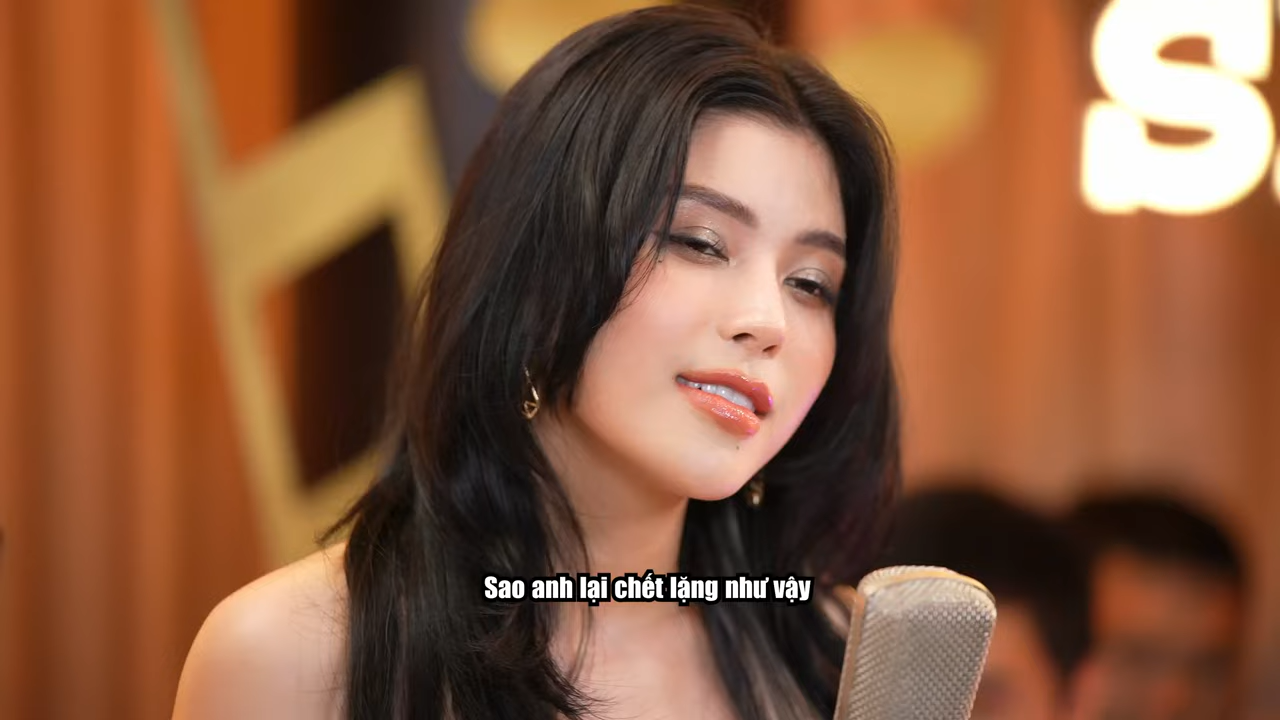 S
Sao anh lại chết lặng như vậy